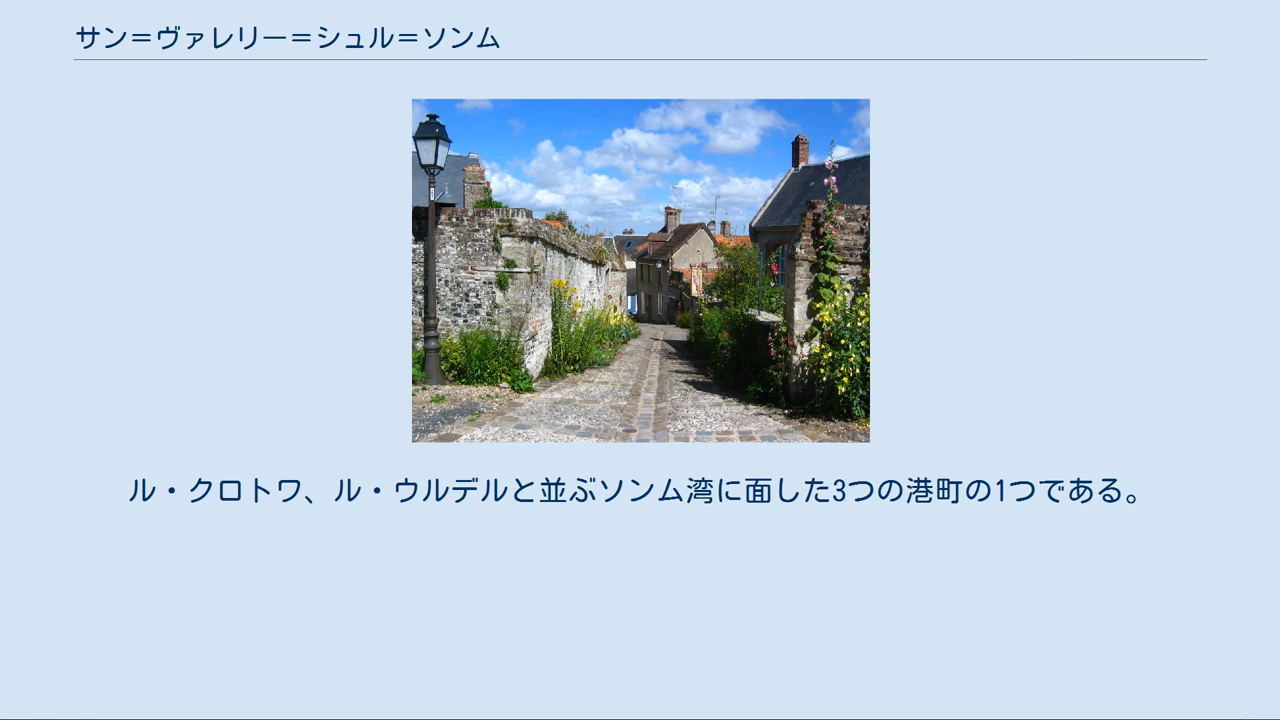 サン＝ヴァレリー＝シュル＝ソンム
ル・クロトワ、ル・ウルデルと並ぶソンム湾に面した3つの港町の1つである。